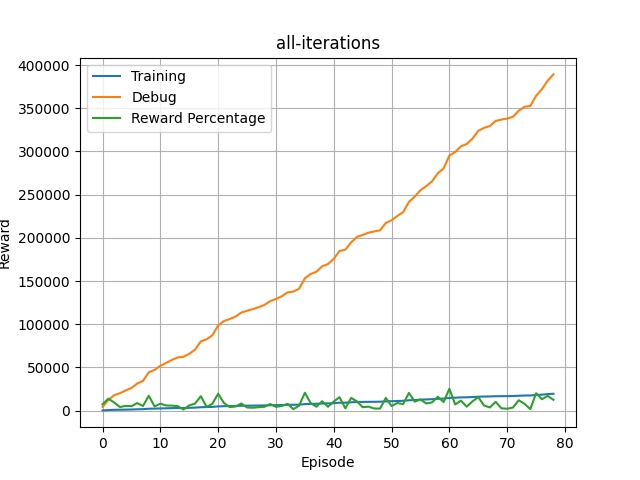 all-iterations
Training
Debug
Reward Percentage
400000
350000
300000
250000
200000
150000
100000
50000
0
Reward
0 10 20 30 40 50 60 70 80
Episode